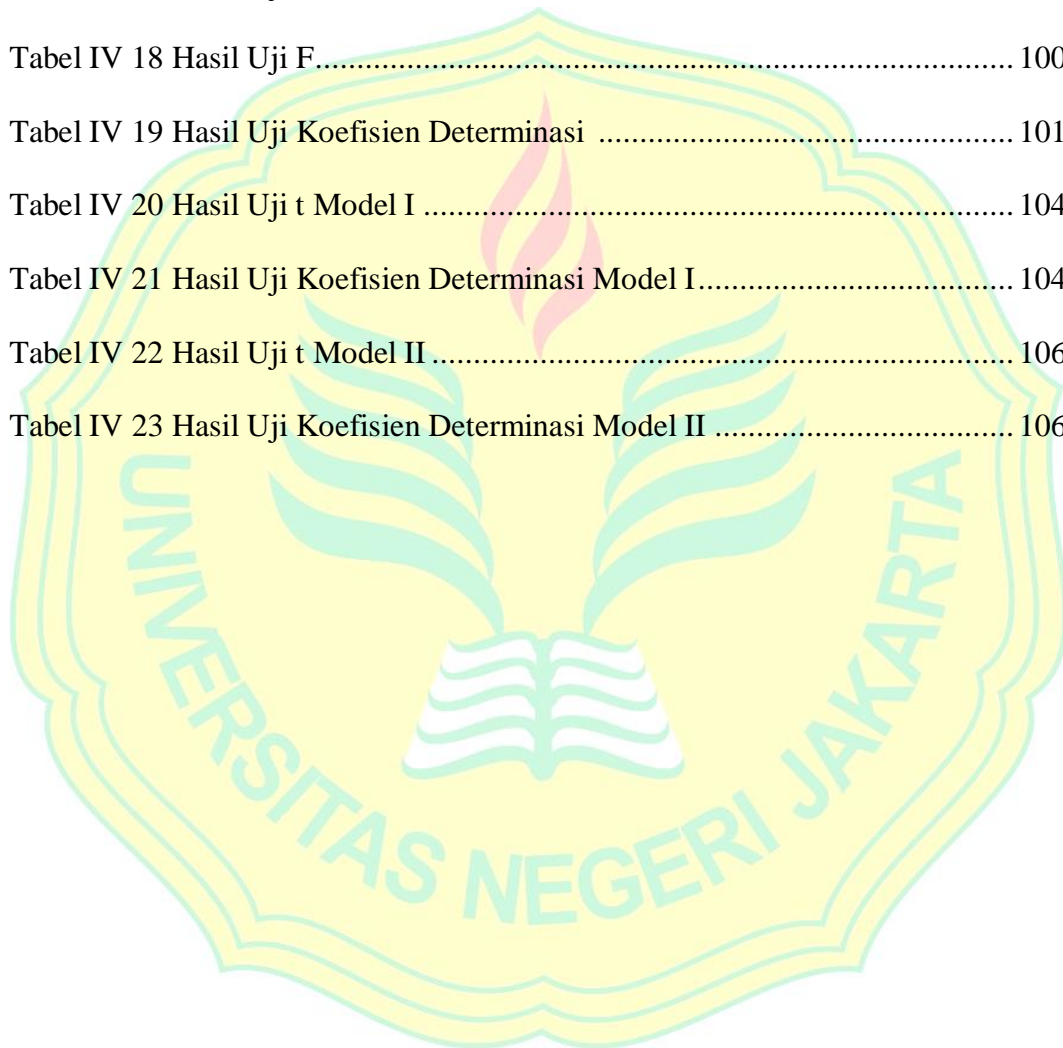 Tabel IV 18 Hasil Uji F.................................................................................... 100
Tabel IV 19 Hasil Uji Koefisien Determinasi .................................................. 101
Tabel IV 20 Hasil Uji t Model I ....................................................................... 104
Tabel IV 21 Hasil Uji Koefisien Determinasi Model I...................................... 104
Tabel IV 22 Hasil Uji t Model II ...................................................................... 106
Tabel IV 23 Hasil Uji Koefisien Determinasi Model II .................................... 106
UNIVERSITAS NEGERI JAKARTA